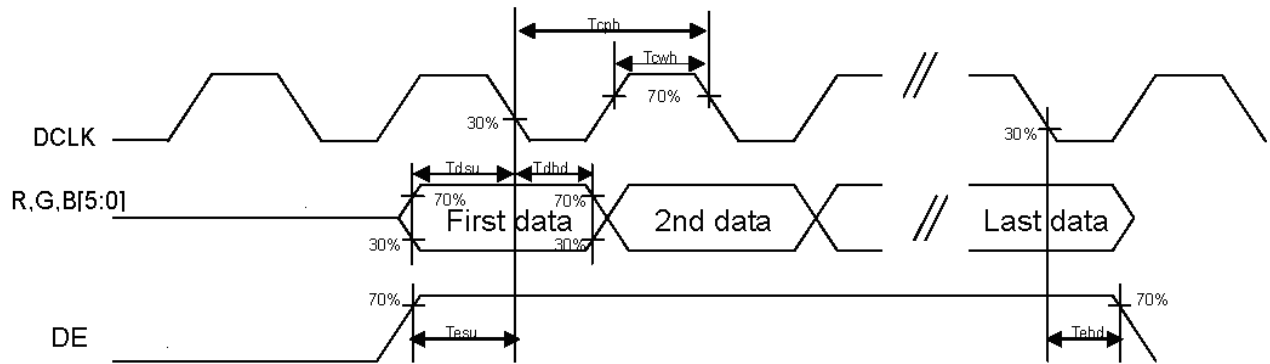 Tcph
Tcwh
70%
30%
30%
DCLK
Tdsu
Tdhd
R,G,B[5:0]
70%
70%
First data
2nd data
Last data
30%
30%
70%
70%
DE
Tesu
Tehd